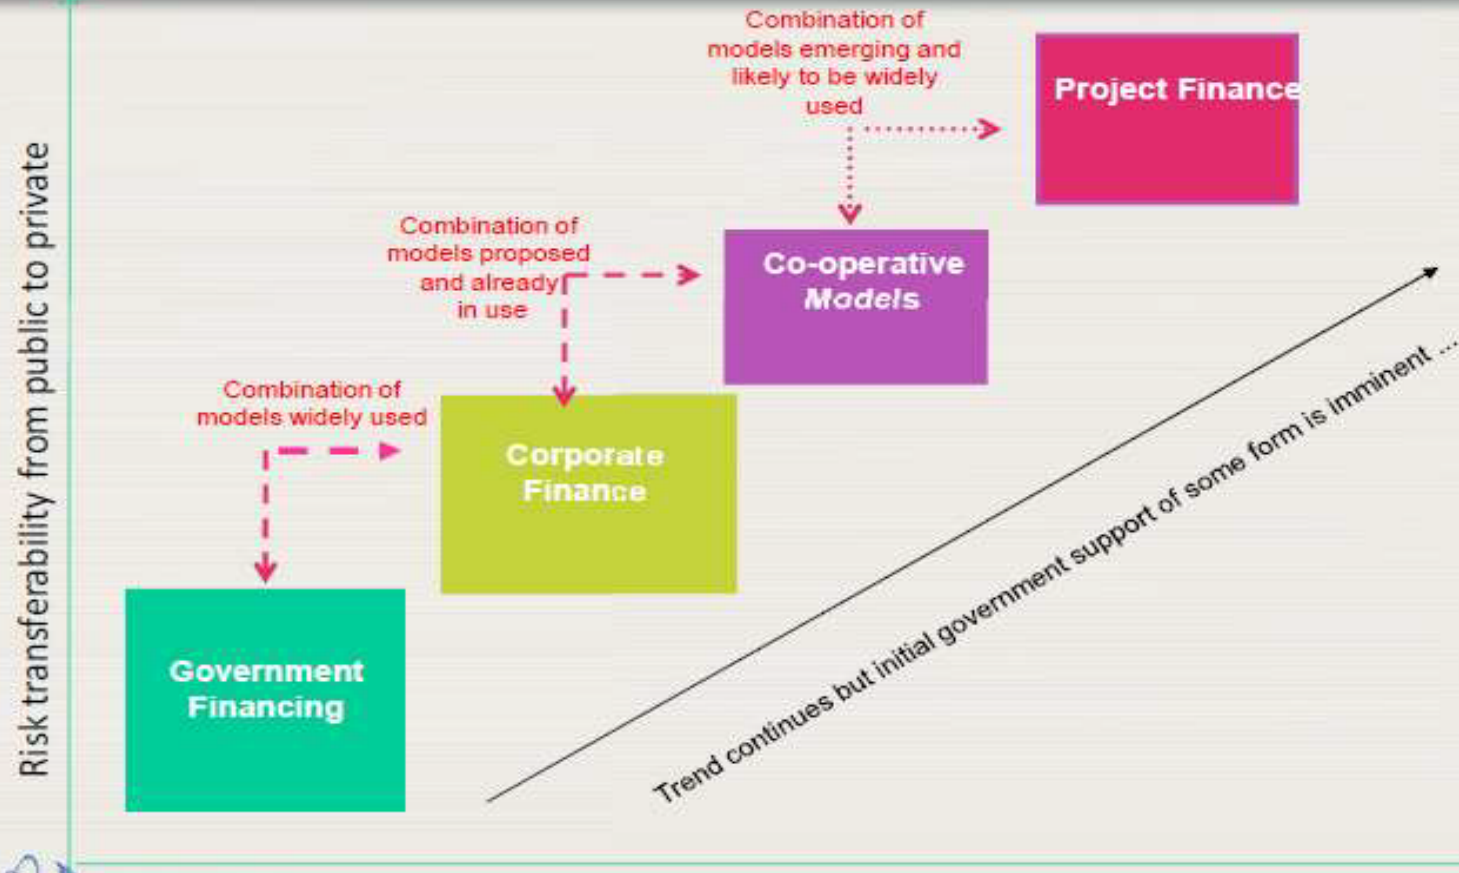 Combination of
models emerging and
likely to be widely
used
Project Finance
Combination of
models proposed
and already
in use
Co-operative
Models
Combination of
models widely used
Corporate
Finance
Government
Financing
Risk transferability from public to private
Trend continues but initial government support of some form is imminent ...